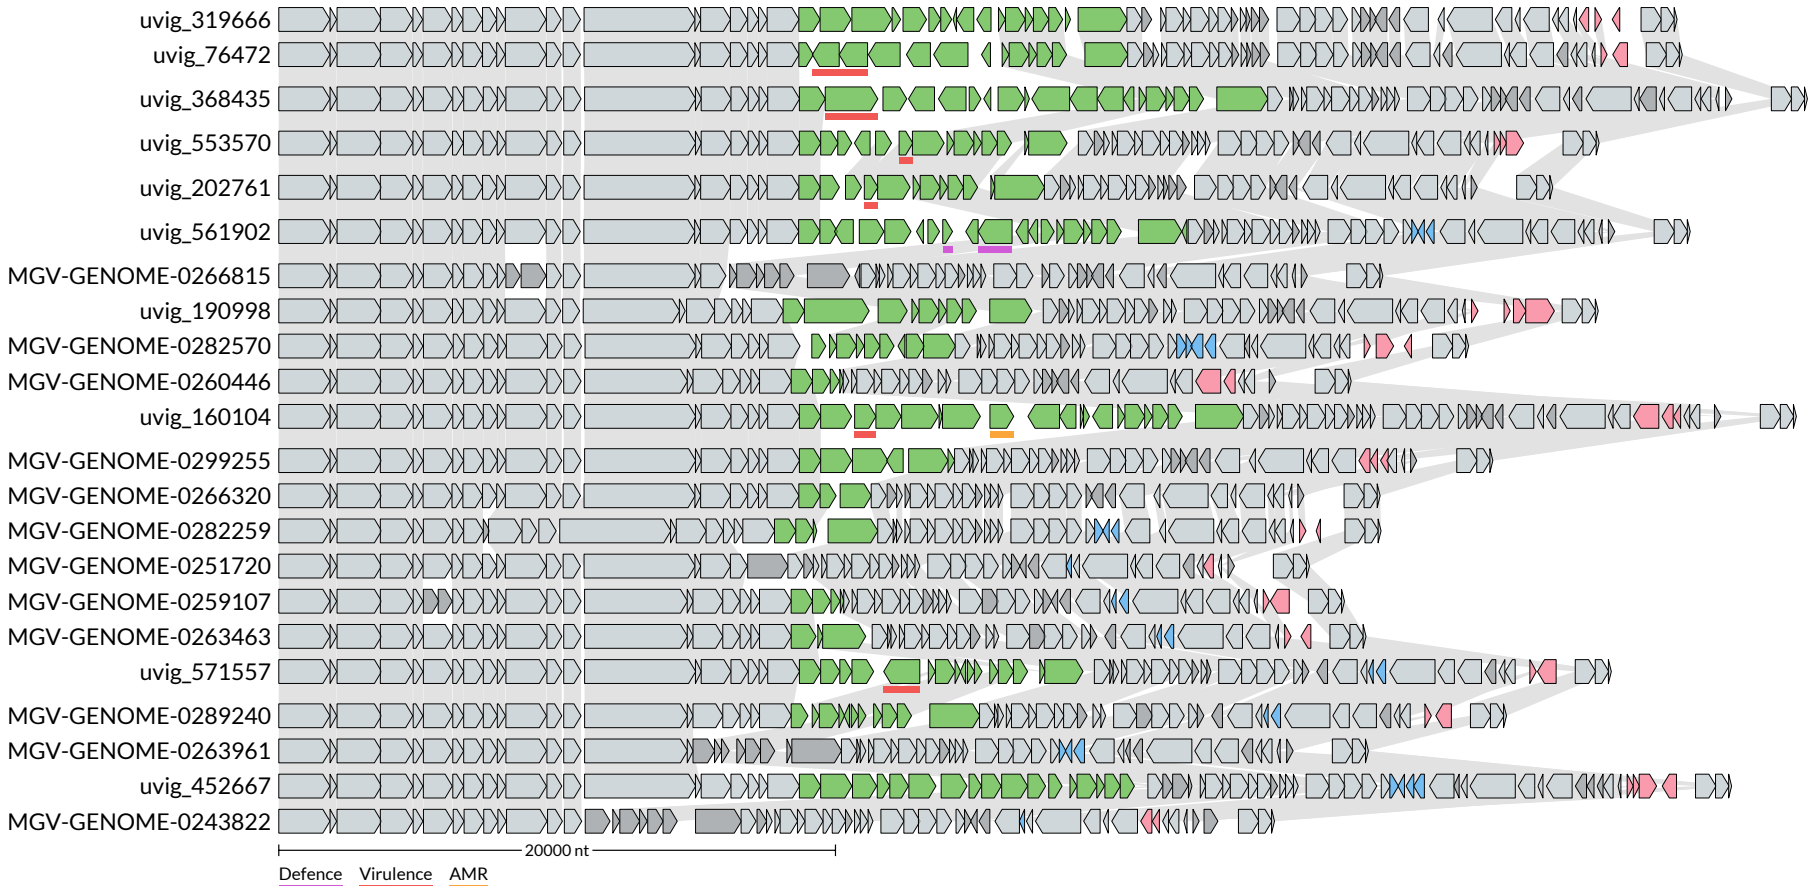 uvig_319666
uvig_76472
uvig_368435
uvig_553570
uvig_202761
uvig_561902
MGV-GENOME-0266815
uvig_190998
MGV-GENOME-0282570
MGV-GENOME-0260446
uvig_160104
MGV-GENOME-0299255
MGV-GENOME-0266320
MGV-GENOME-0282259
MGV-GENOME-0251720
MGV-GENOME-0259107
MGV-GENOME-0263463
uvig_571557
MGV-GENOME-0289240
MGV-GENOME-0263961
uvig_452667
MGV-GENOME-0243822
20000 nt
Defence Virulence AMR